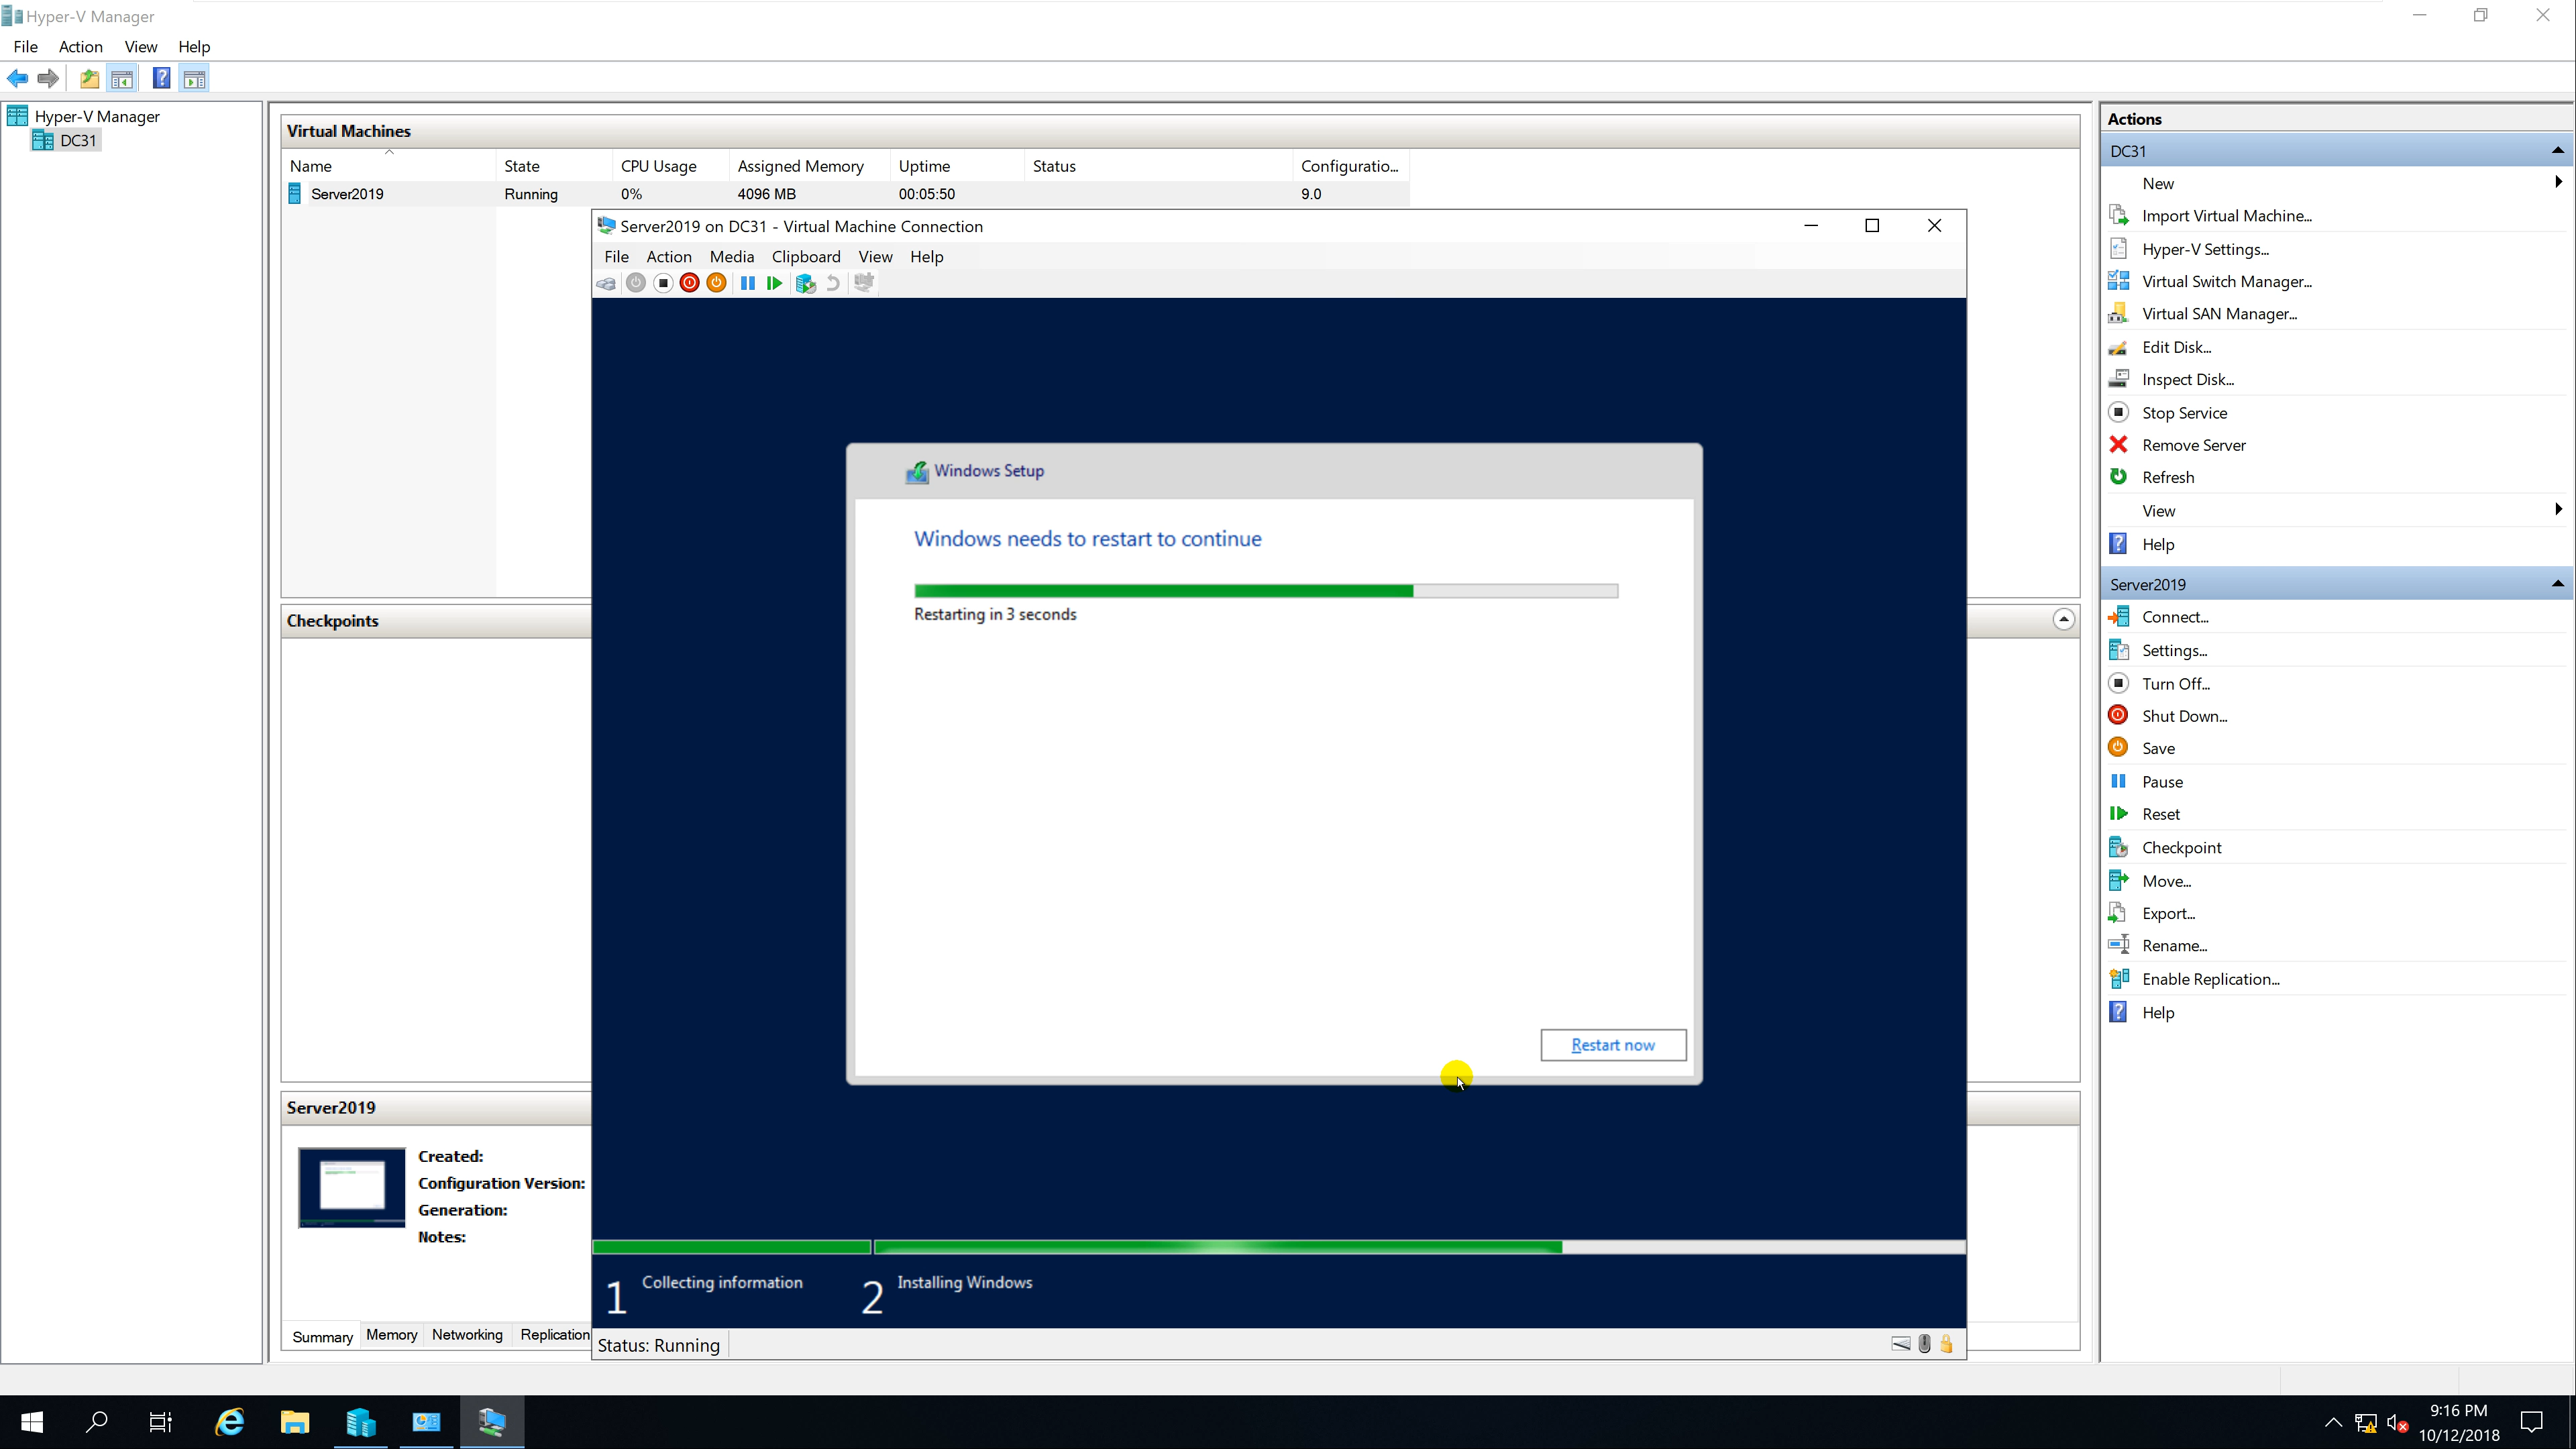 Hyper-V Manager
File Action View Help
Hyper-V Manager
DC31
Virtual Machines
Name State CPU Usage Assigned Memory Uptime Status Configuratio...
Server2019 Running 0% 4096 MB 00:05:50 9.0
Server2019 on DC31 - Virtual Machine Connection
File Action Media Clipboard View Help
Windows Setup
Windows needs to restart to continue
Restarting in 3 seconds
Restart now
1 Collecting information 2 Installing Windows
Status: Running
Checkpoints
Server2019
Created:
Configuration Version:
Generation:
Notes:
Summary Memory Networking Replication
Actions
DC31
New
Import Virtual Machine...
Hyper-V Settings...
Virtual Switch Manager...
Virtual SAN Manager...
Edit Disk...
Inspect Disk...
Stop Service
Remove Server
Refresh
View
Help
Server2019
Connect...
Settings...
Turn Off...
Shut Down...
Save
Pause
Reset
Checkpoint
Move...
Export...
Rename...
Enable Replication...
Help
9:16 PM
10/12/2018